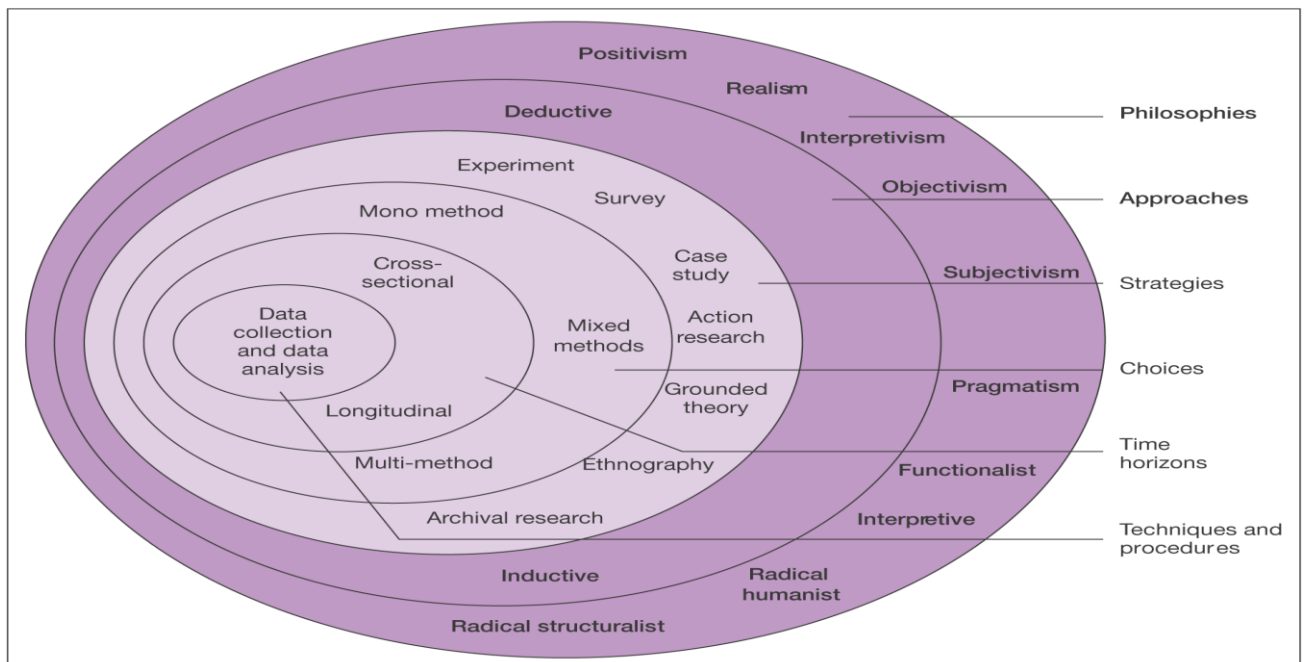 Positivism
Realism
Philosophies
Deductive
Interpretivism
Experiment
Objectivism
Approaches
Survey
Mono method
Case
study
Cross-
sectional
Subjectivism
Strategies
Data
collection
and data
analysis
Mixed
methods
Action
research
Choices
Pragmatism
Grounded
theory
Longitudinal
Time
horizons
Multi-method
Ethnography
Functionalist
Archival research
Interpretive
Techniques and
procedures
Inductive
Radical
humanist
Radical structuralist